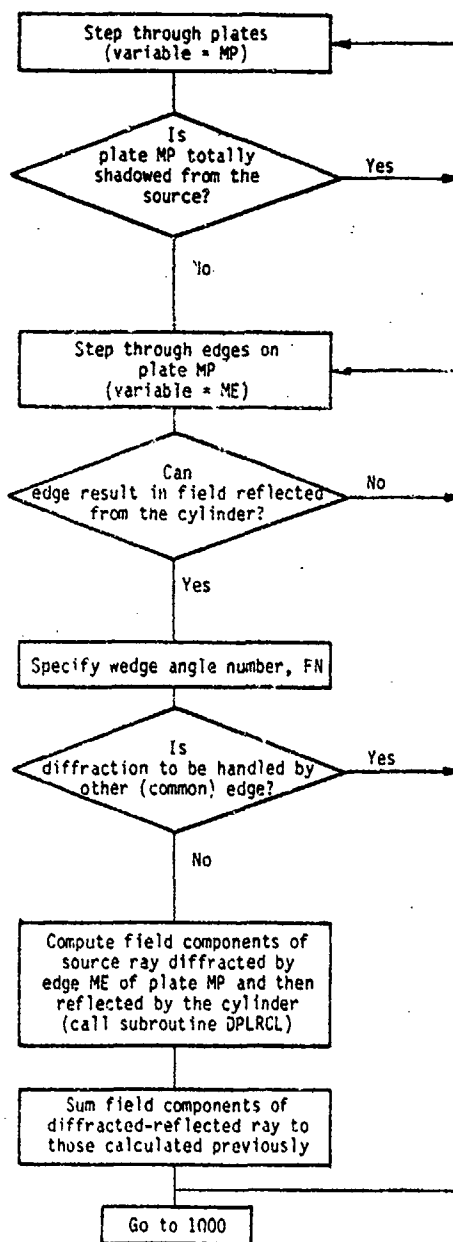 Step through plates
(variable = MP)
Is
plate MP totally
shadowed from the
source?
Yes
No
Step through edges on
plate MP
(variable = ME)
Can
edge result in field reflected
from the cylinder?
No
Yes
Specify wedge angle number, FN
Is
diffraction to be handled by
other (common) edge?
Yes
No
Compute field components of
source ray diffracted by
edge ME of plate MP and then
reflected by the cylinder
(call subroutine DPLRCL)
Sum field components of
diffracted-reflected ray to
those calculated previously
Go to 1000